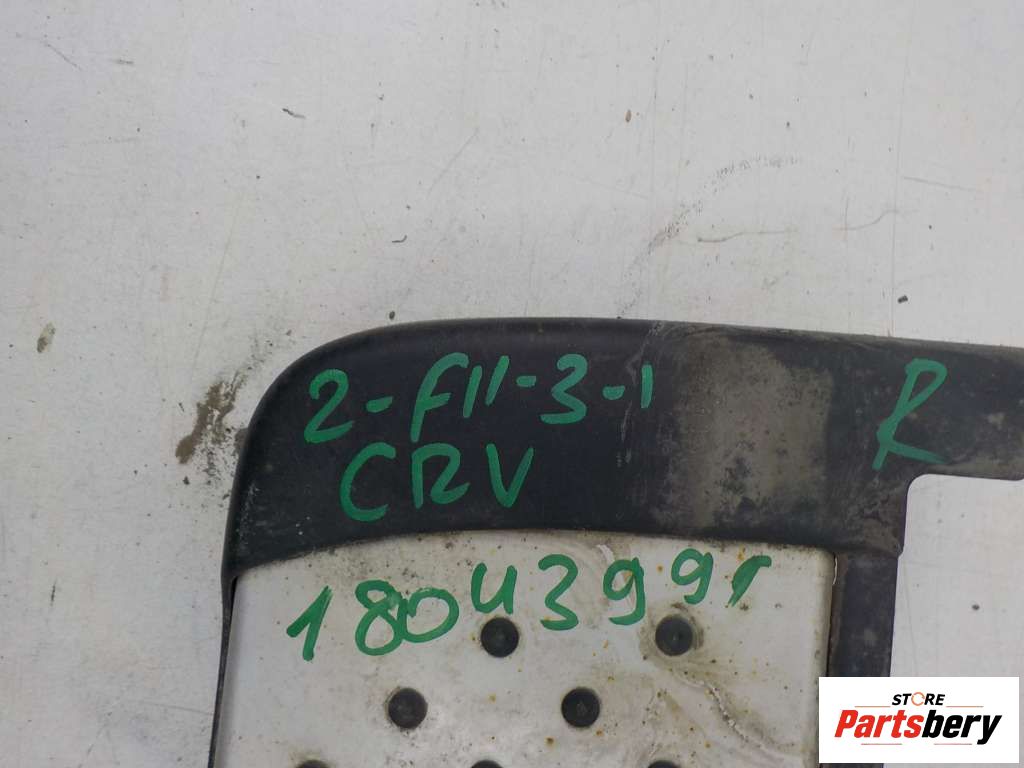 2-F11-3-1
R
CRV
18043991
STORE
Partsbery